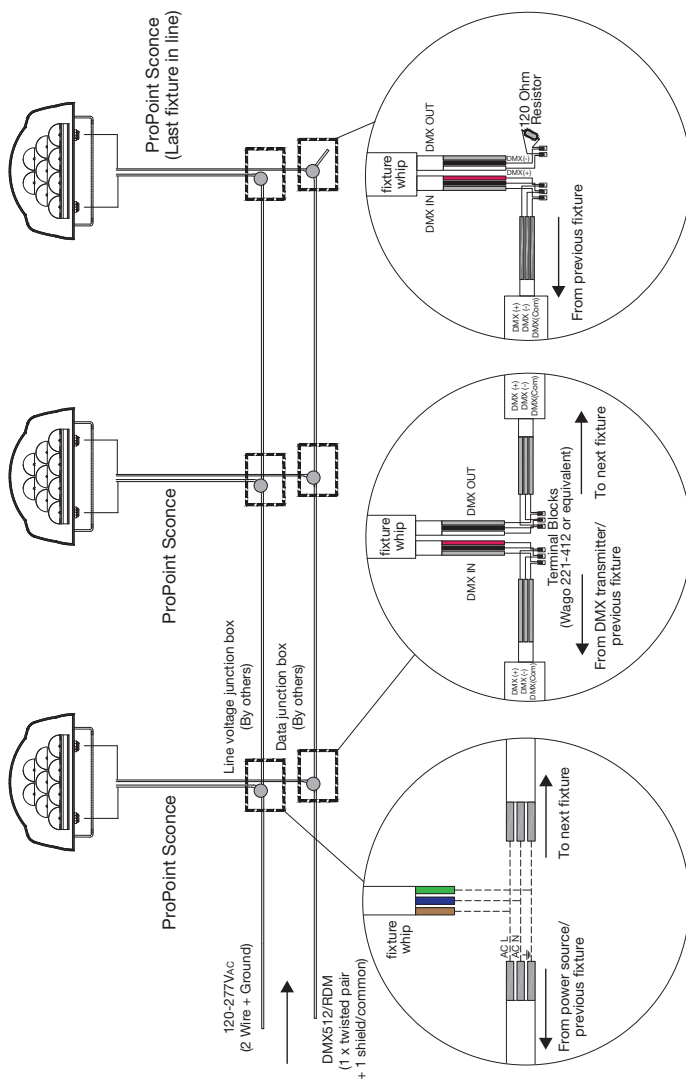 ProPoint Sconce
ProPoint Sconce
ProPoint Sconce
(Last fixture in line)
120-277VAC
(2 Wire + Ground)
Line voltage junction box
(By others)
Data junction box
(By others)
DMX512/RDM
(1 x twisted pair
+ 1 shield/common)
fixture
whip
AC L
AC N
From power source/
previous fixture
To next fixture
fixture
whip
DMX IN
DMX OUT
DMX (+)
DMX (-)
DMX(Com)
DMX (+)
DMX (-)
DMX(Com)
Terminal Blocks
(Wago 221-412 or equivalent)
From DMX transmitter/
previous fixture
To next fixture
fixture
whip
DMX IN
DMX OUT
DMX(-)
DMX(+)
120 Ohm
Resistor
DMX (+)
DMX (-)
DMX(Com)
From previous fixture